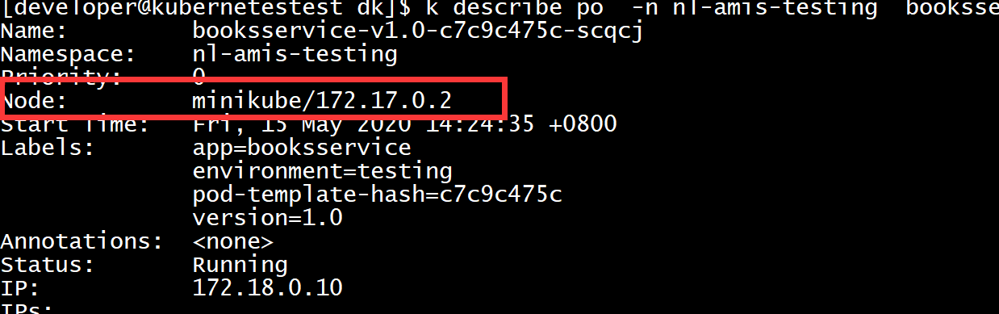 [developer@kubernetestest dk]$ k describe po  -n nl-amis-testing  booksse
Name:         booksservice-v1.0-c7c9c475c-scqcj
Namespace:    nl-amis-testing
Priority:     0
Node:         minikube/172.17.0.2
Start Time:   Fri, 15 May 2020 14:24:35 +0800
Labels:       app=booksservice
              environment=testing
              pod-template-hash=c7c9c475c
              version=1.0
Annotations:  <none>
Status:       Running
IP:           172.18.0.10
IPs: